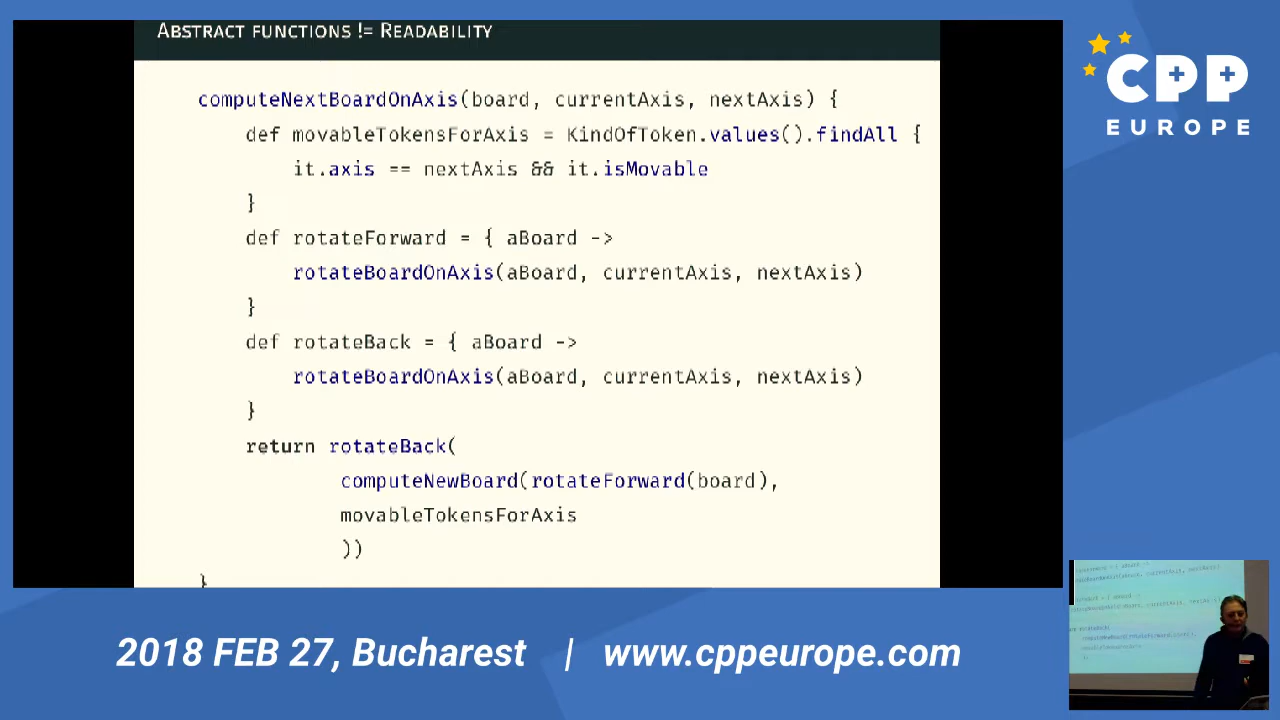 ABSTRACT FUNCTIONS != READABILITY
computeNextBoardOnAxis(board, currentAxis, nextAxis) {
def movableTokensForAxis = KindOfToken.values().findAll {
it.axis == nextAxis && it.isMovable
}
def rotateForward = { aBoard ->
rotateBoardOnAxis(aBoard, currentAxis, nextAxis)
}
def rotateBack = { aBoard ->
rotateBoardOnAxis(aBoard, currentAxis, nextAxis)
}
return rotateBack(
computeNewBoard(rotateForward(board),
movableTokensForAxis
))
}
CPP
EUROPE
2018 FEB 27, Bucharest | www.cppeurope.com